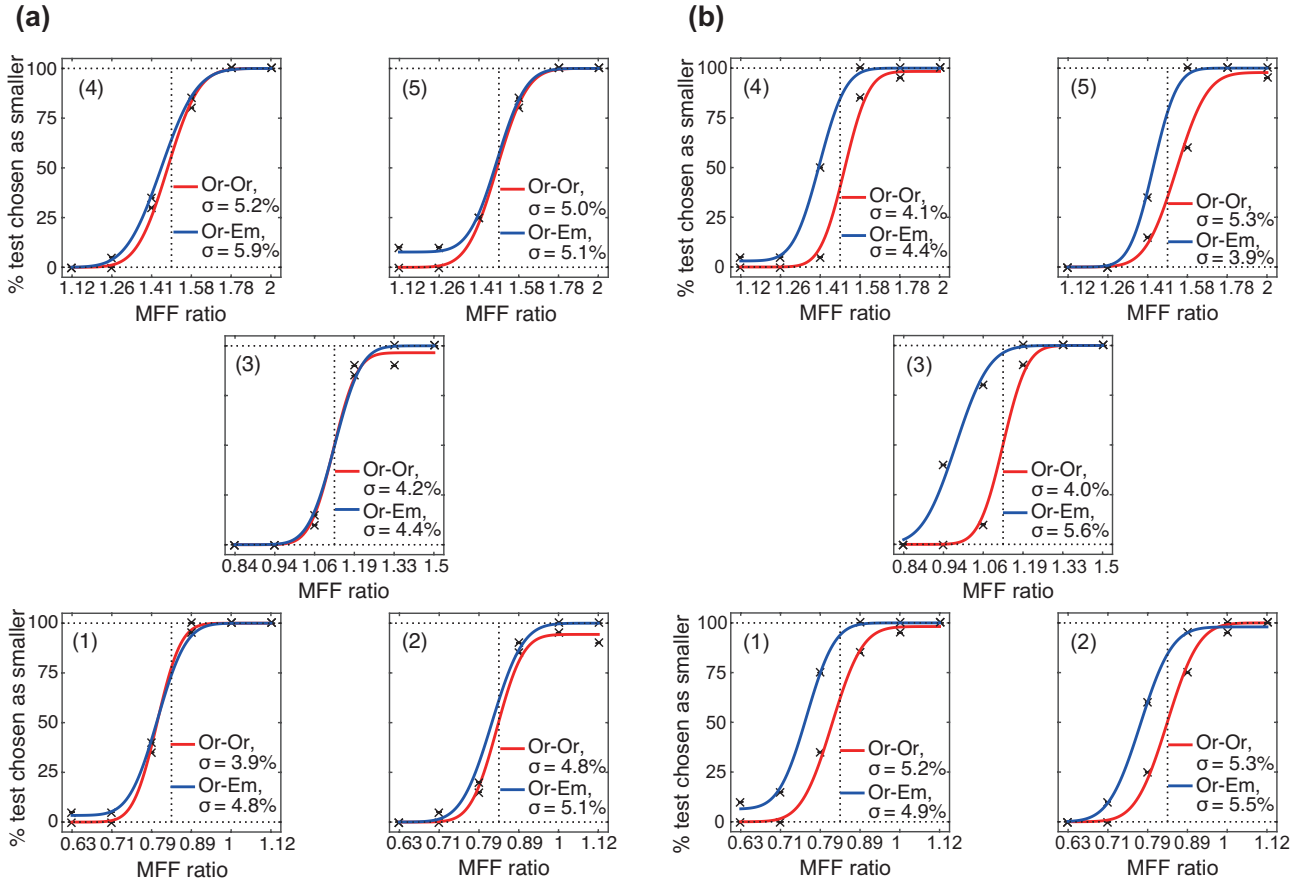 (a)
(b)
% test chosen as smaller
100
75
50
25
0
(4)
Or-Or,
σ = 5.2%
Or-Em,
σ = 5.9%
1.12 1.26 1.41 1.58 1.78 2
MFF ratio
(5)
Or-Or,
σ = 5.0%
Or-Em,
σ = 5.1%
1.12 1.26 1.41 1.58 1.78 2
MFF ratio
(3)
Or-Or,
σ = 4.2%
Or-Em,
σ = 4.4%
0.84 0.94 1.06 1.19 1.33 1.5
MFF ratio
% test chosen as smaller
100
75
50
25
0
(1)
Or-Or,
σ = 3.9%
Or-Em,
σ = 4.8%
0.63 0.71 0.79 0.89 1 1.12
MFF ratio
(2)
Or-Or,
σ = 4.8%
Or-Em,
σ = 5.1%
0.63 0.71 0.79 0.89 1 1.12
MFF ratio
% test chosen as smaller
100
75
50
25
0
(4)
Or-Or,
σ = 4.1%
Or-Em,
σ = 4.4%
1.12 1.26 1.41 1.58 1.78 2
MFF ratio
(5)
Or-Or,
σ = 5.3%
Or-Em,
σ = 3.9%
1.12 1.26 1.41 1.58 1.78 2
MFF ratio
(3)
Or-Or,
σ = 4.0%
Or-Em,
σ = 5.6%
0.84 0.94 1.06 1.19 1.33 1.5
MFF ratio
% test chosen as smaller
100
75
50
25
0
(1)
Or-Or,
σ = 5.2%
Or-Em,
σ = 4.9%
0.63 0.71 0.79 0.89 1 1.12
MFF ratio
(2)
Or-Or,
σ = 5.3%
Or-Em,
σ = 5.5%
0.63 0.71 0.79 0.89 1 1.12
MFF ratio